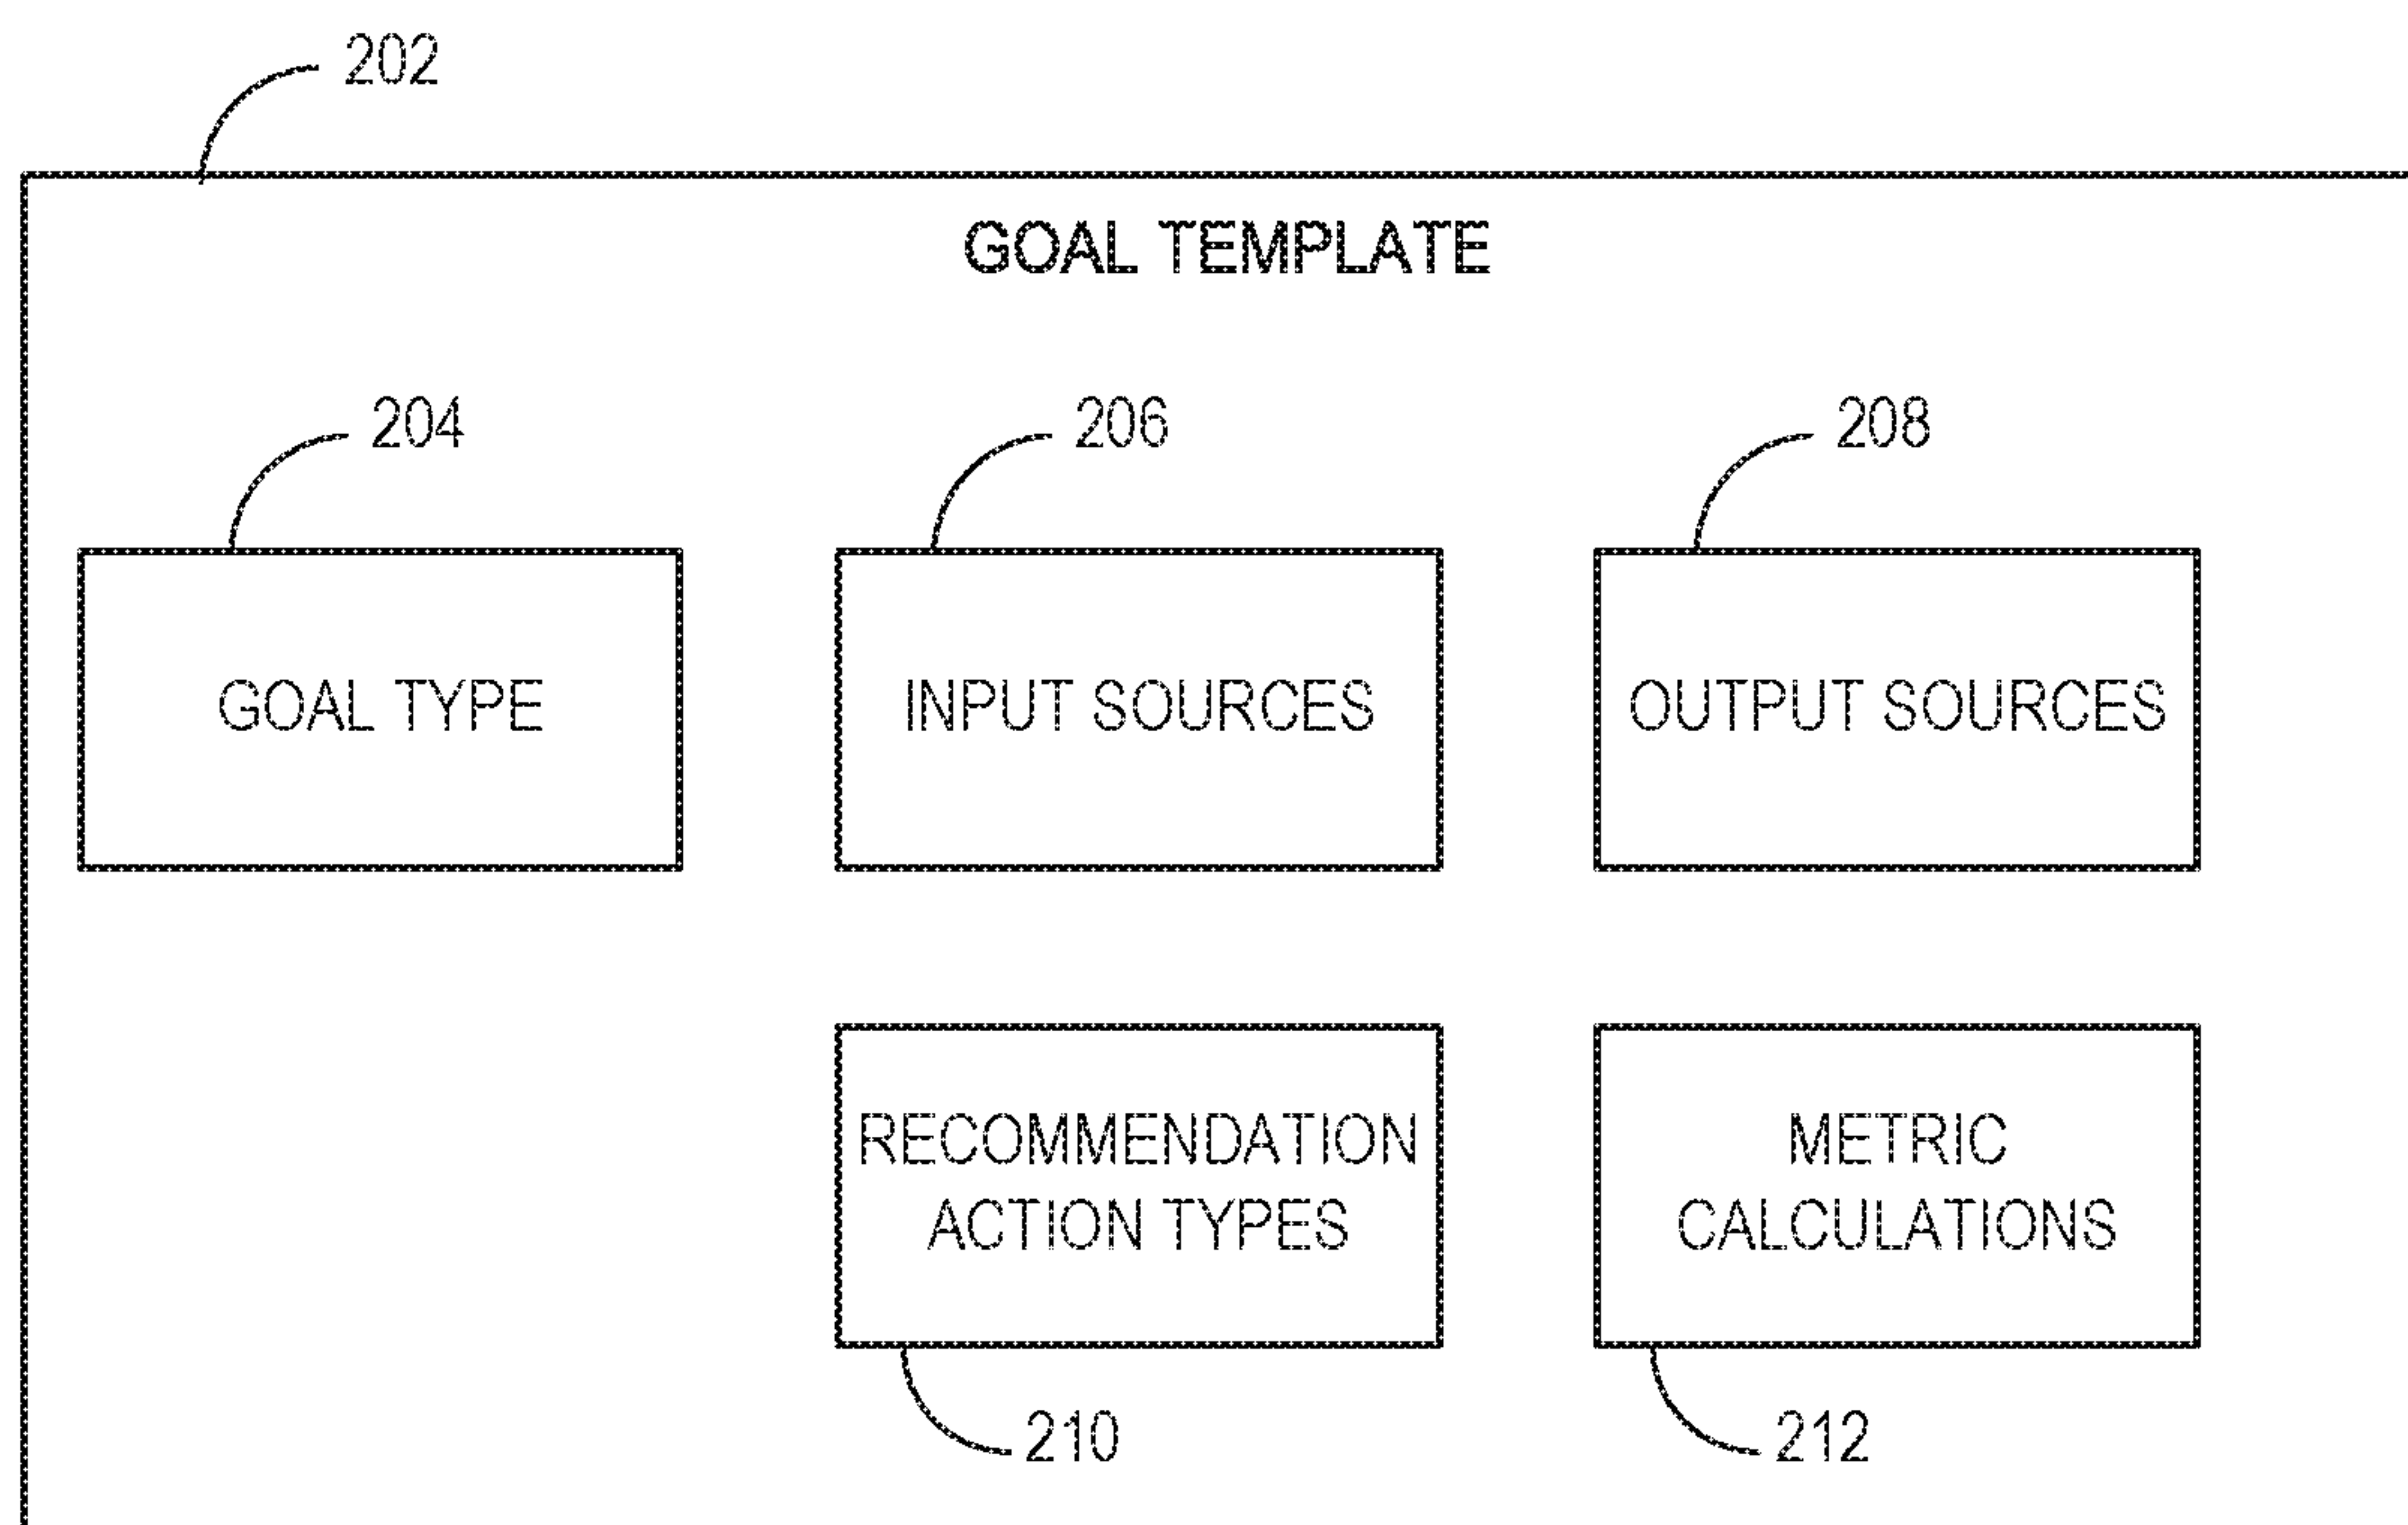 202
GOAL TEMPLATE
204
206
208
GOAL TYPE
INPUT SOURCES
OUTPUT SOURCES
RECOMMENDATION
ACTION TYPES
METRIC
CALCULATIONS
210
212